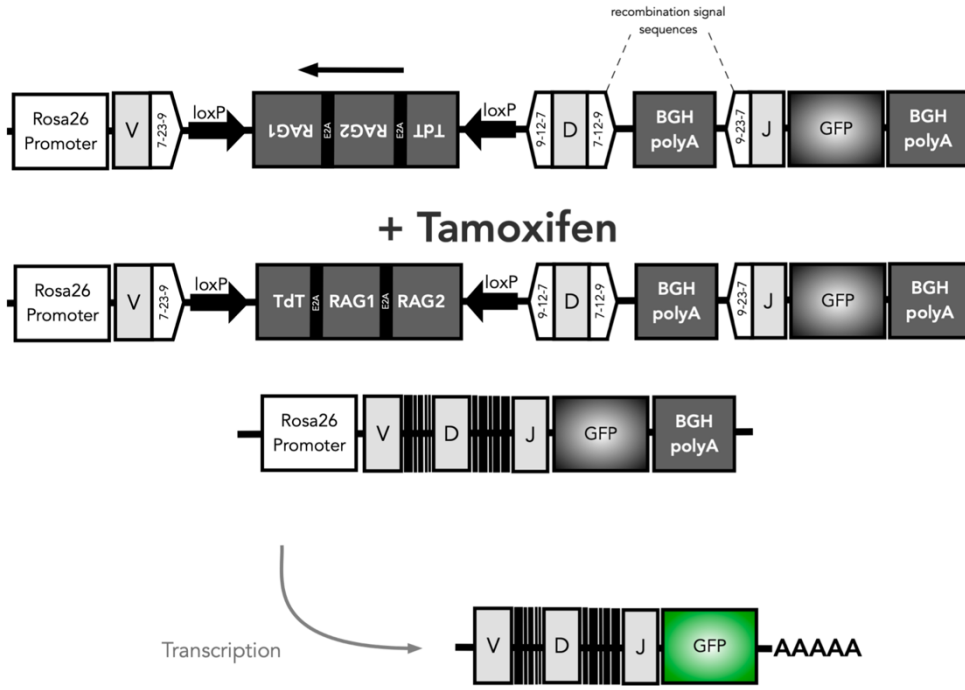 recombination signal
sequences
Rosa26
Promoter
V
7-23-9
loxP
RAG1
E2A
RAG2
E2A
TdT
loxP
9-12-7
D
7-12-9
BGH
polyA
9-23-7
J
GFP
BGH
polyA
+ Tamoxifen
Rosa26
Promoter
V
7-23-9
loxP
TdT
E2A
RAG1
E2A
RAG2
loxP
9-12-7
D
7-12-9
BGH
polyA
9-23-7
J
GFP
BGH
polyA
Rosa26
Promoter
V
D
J
GFP
BGH
polyA
Transcription
V
D
J
GFP
AAAAA